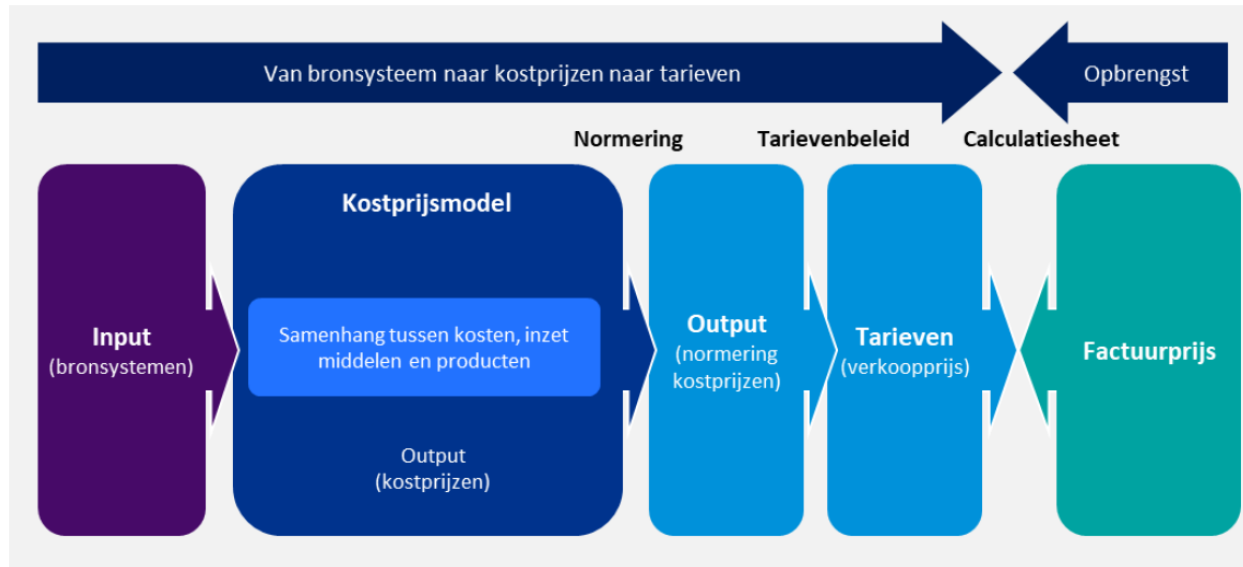 Van bronsysteem naar kostprijzen naar tarieven
Opbrengst
Normering
Tarievenbeleid
Calculatiesheet
Kostprijsmodel
Input
(bronsystemen)
Samenhang tussen kosten, inzet
middelen en producten
Output
(kostprijzen)
Output
(normering
kostprijzen)
Tarieven
(verkoopprijs)
Factuurprijs